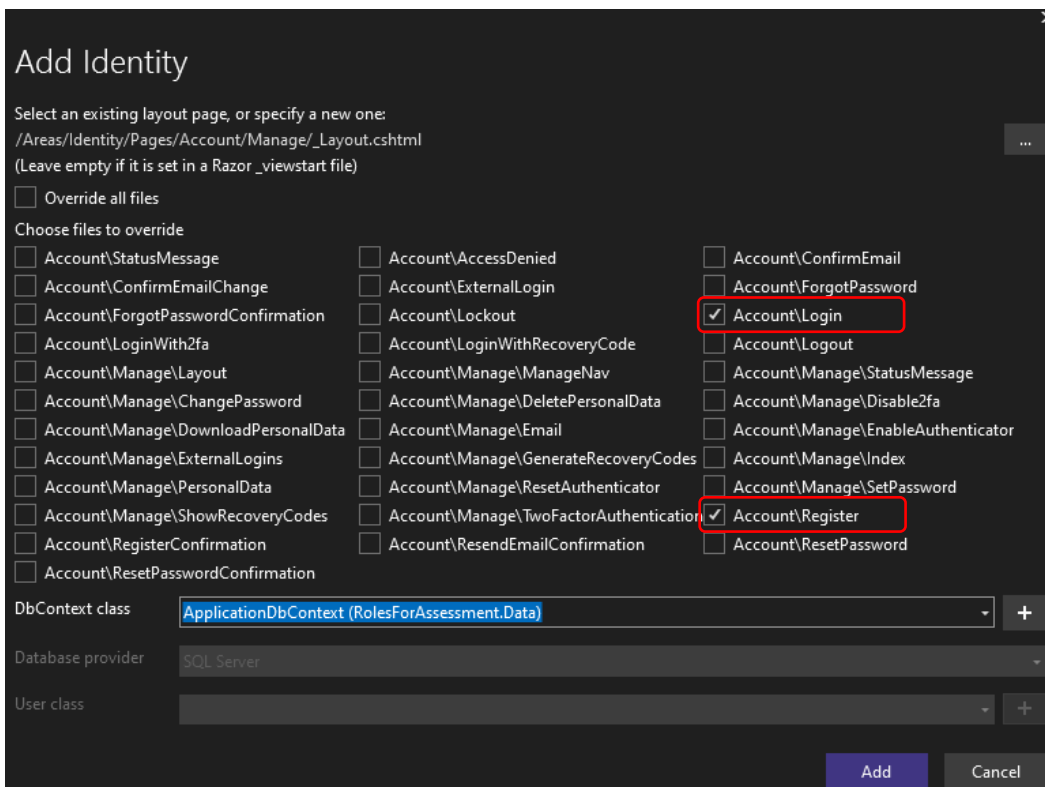 Add Identity
Select an existing layout page, or specify a new one:
/Areas/Identity/Pages/Account/Manage/_Layout.cshtml
...
(Leave empty if it is set in a Razor _viewstart file)
Override all files
Choose files to override
Account\StatusMessage Account\AccessDenied Account\ConfirmEmail
Account\ConfirmEmailChange Account\ExternalLogin Account\ForgotPassword
Account\ForgotPasswordConfirmation Account\Lockout Account\Login
Account\LoginWith2fa Account\LoginWithRecoveryCode Account\Logout
Account\Manage\Layout Account\Manage\ManageNav Account\Manage\StatusMessage
Account\Manage\ChangePassword Account\Manage\DeletePersonalData Account\Manage\Disable2fa
Account\Manage\DownloadPersonalData Account\Manage\Email Account\Manage\EnableAuthenticator
Account\Manage\ExternalLogins Account\Manage\GenerateRecoveryCodes Account\Manage\Index
Account\Manage\PersonalData Account\Manage\ResetAuthenticator Account\Manage\SetPassword
Account\Manage\ShowRecoveryCodes Account\Manage\TwoFactorAuthentication Account\Register
Account\RegisterConfirmation Account\ResendEmailConfirmation Account\ResetPassword
Account\ResetPasswordConfirmation
DbContext class ApplicationDbContext (RolesForAssessment.Data) +
Database provider SQL Server
User class +
Add Cancel